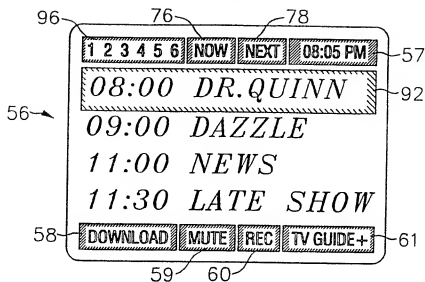 96 76 78
1 2 3 4 5 6 NOW NEXT 08:05 PM 57
08:00 DR.QUINN 92
56 09:00 DAZZLE
11:00 NEWS
11:30 LATE SHOW
58 DOWNLOAD MUTE REC TV GUIDE+ 61
59 60